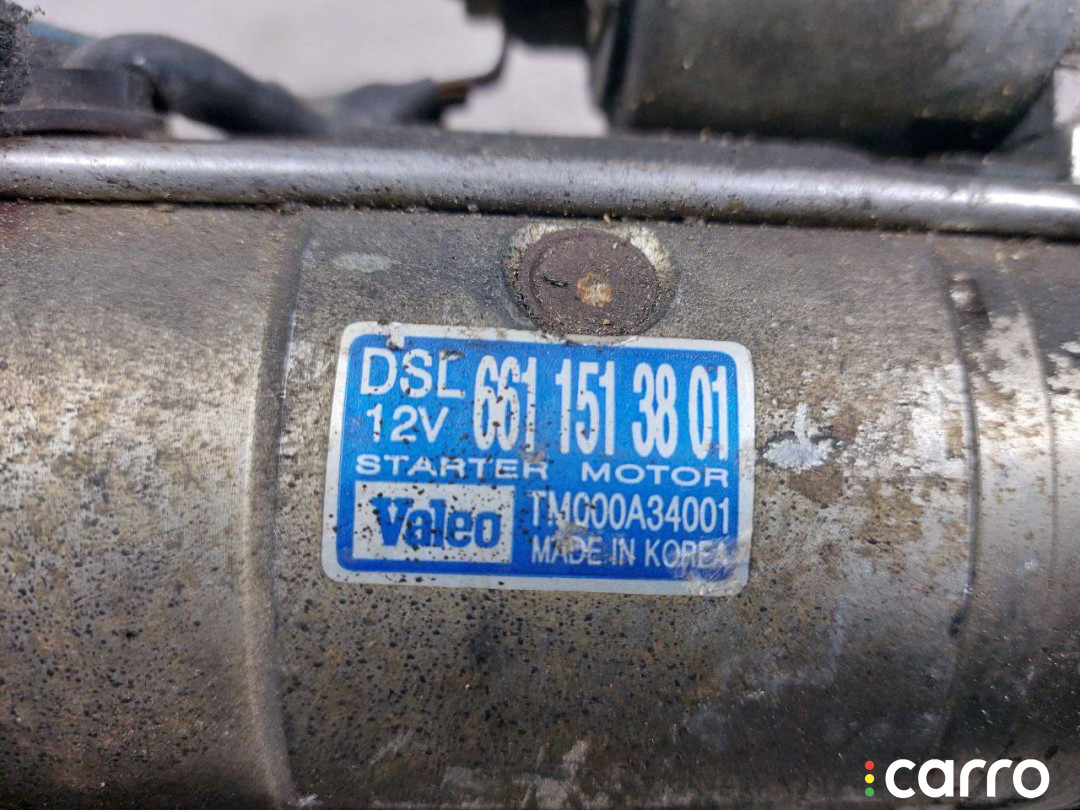 DSL 661 151 38 01
12V
STARTER MOTOR
Valeo TM000A34001
MADE IN KOREA
carro